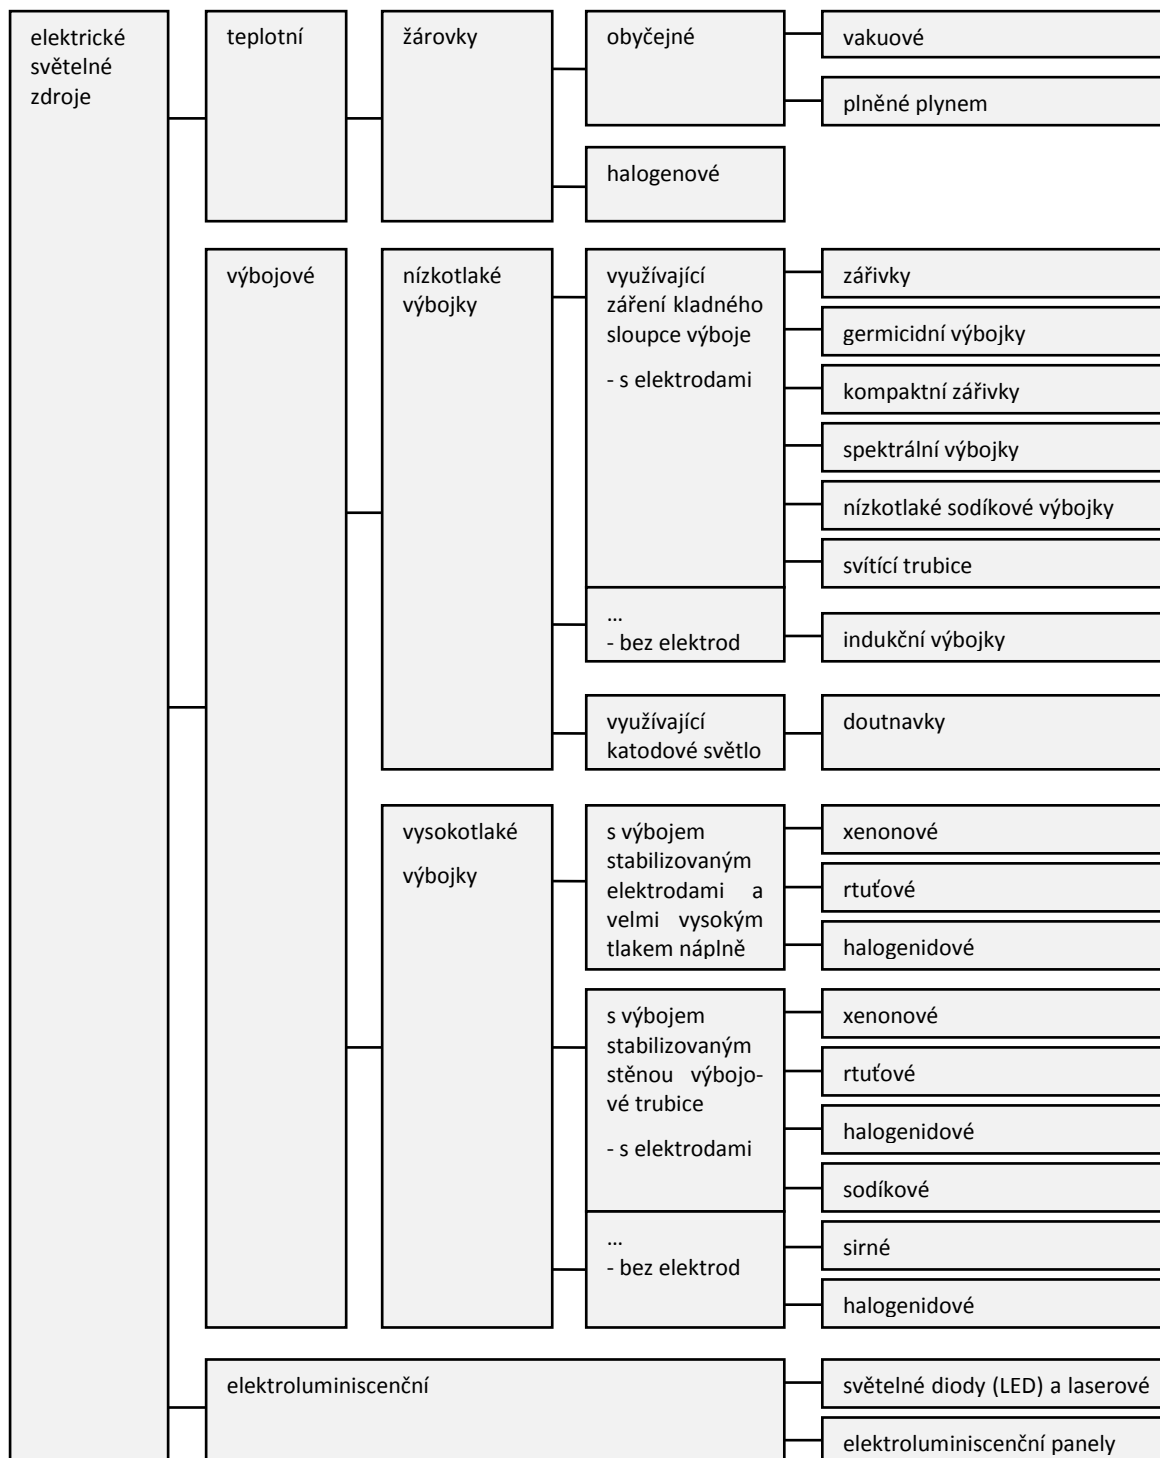 elektrické
světelné
zdroje
teplotní
žárovky
obyčejné
vakuové
plněné plynem
halogenové
výbojové
nízkotlaké
výbojky
využívající
záření kladného
sloupce výboje
- s elektrodami
zářivky
germicidní výbojky
kompaktní zářivky
spektrální výbojky
nízkotlaké sodíkové výbojky
svítící trubice
...
- bez elektrod
indukční výbojky
využívající
katodové světlo
doutnavky
vysokotlaké
výbojky
s výbojem
stabilizovaným
elektrodami a
velmi vysokým
tlakem náplně
xenonové
rtuťové
halogenidové
s výbojem
stabilizovaným
stěnou výbojo-
vé trubice
- s elektrodami
xenonové
rtuťové
halogenidové
sodíkové
...
- bez elektrod
sirné
halogenidové
elektroluminiscenční
světelné diody (LED) a laserové
elektroluminiscenční panely